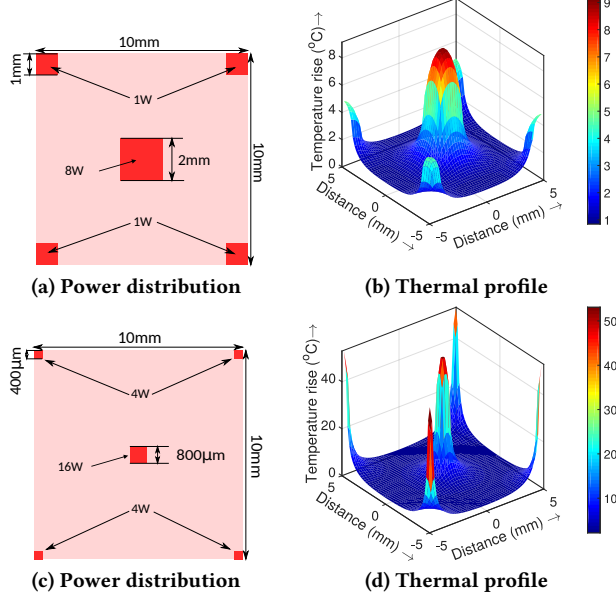 10mm
1mm
1W
8W
2mm
10mm
1W
(a) Power distribution
Temperature rise (°C)→
8
6
4
2
0
5
0
-5
-5
0
5
Distance (mm) →
Distance (mm) →
9
8
7
6
5
4
3
2
1
(b) Thermal profile
10mm
400μm
4W
16W
800μm
10mm
4W
(c) Power distribution
Temperature rise (°C)→
40
20
0
5
0
-5
-5
0
5
Distance (mm) →
Distance (mm) →
50
40
30
20
10
(d) Thermal profile